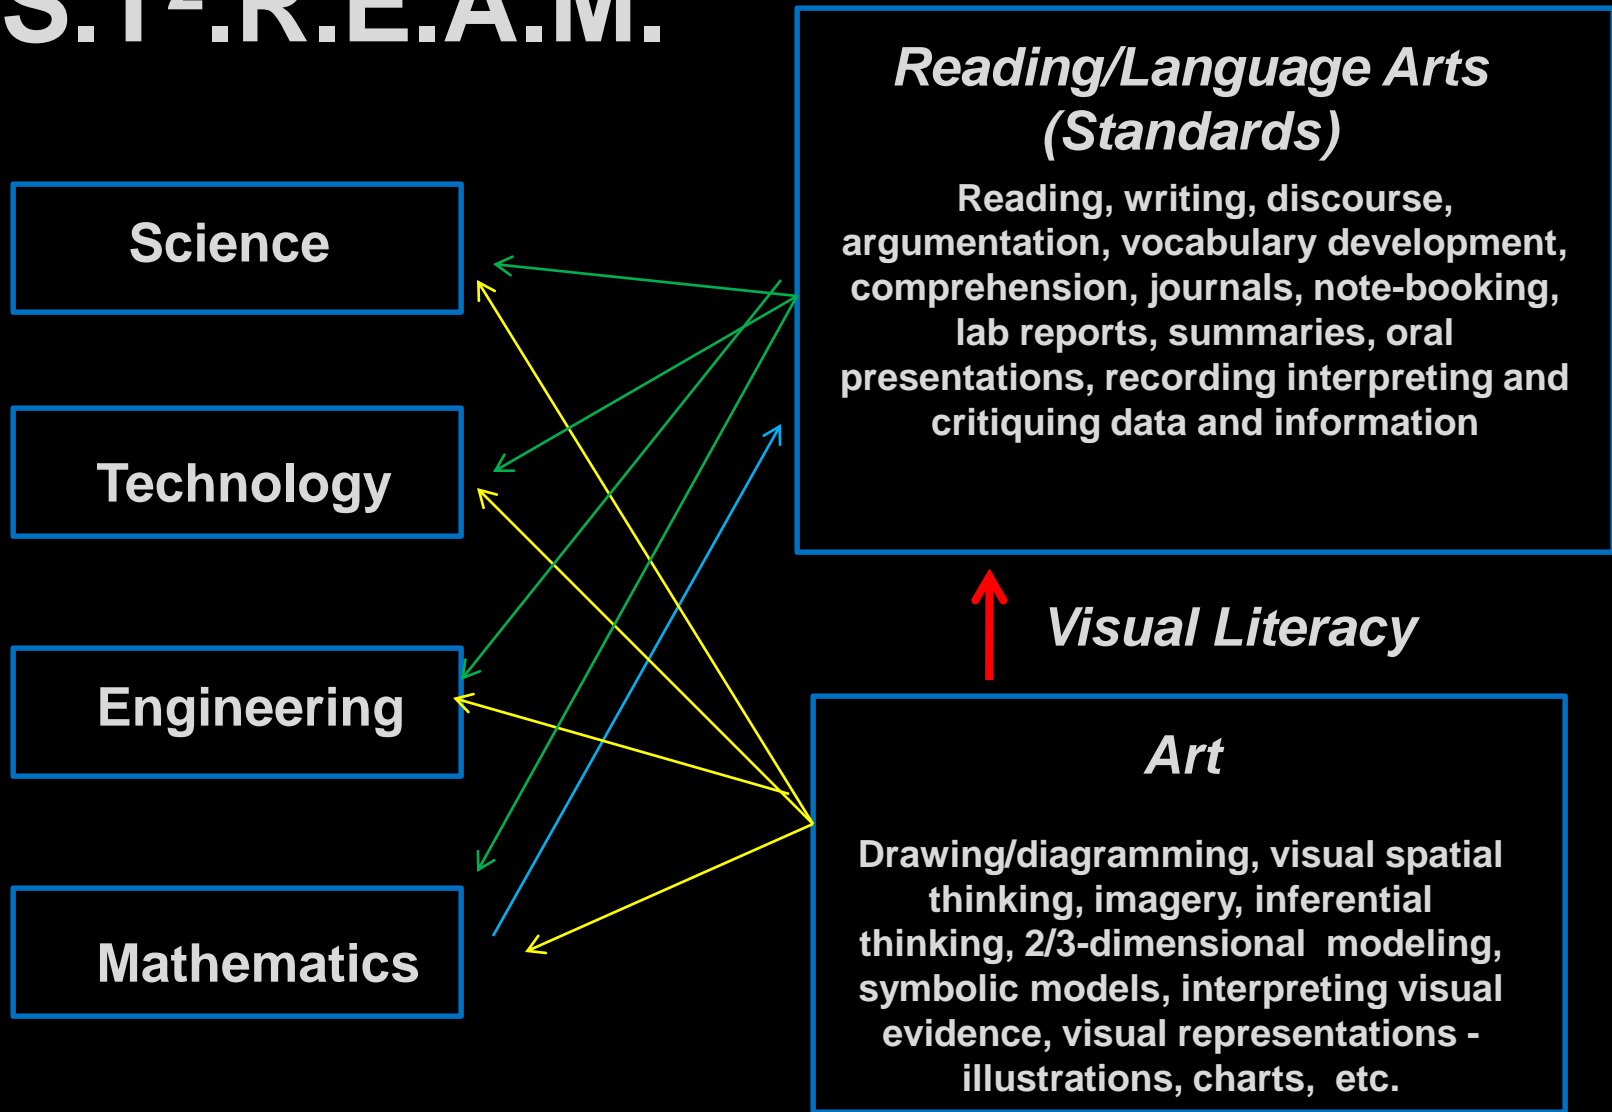 S.T².R.E.A.M.
Reading/Language Arts
(Standards)
Reading, writing, discourse,
argumentation, vocabulary development,
comprehension, journals, note-booking,
lab reports, summaries, oral
presentations, recording interpreting and
critiquing data and information
Science
Technology
Engineering
Mathematics
Visual Literacy
Art
Drawing/diagramming, visual spatial
thinking, imagery, inferential
thinking, 2/3-dimensional  modeling,
symbolic models, interpreting visual
evidence, visual representations -
illustrations, charts,  etc.